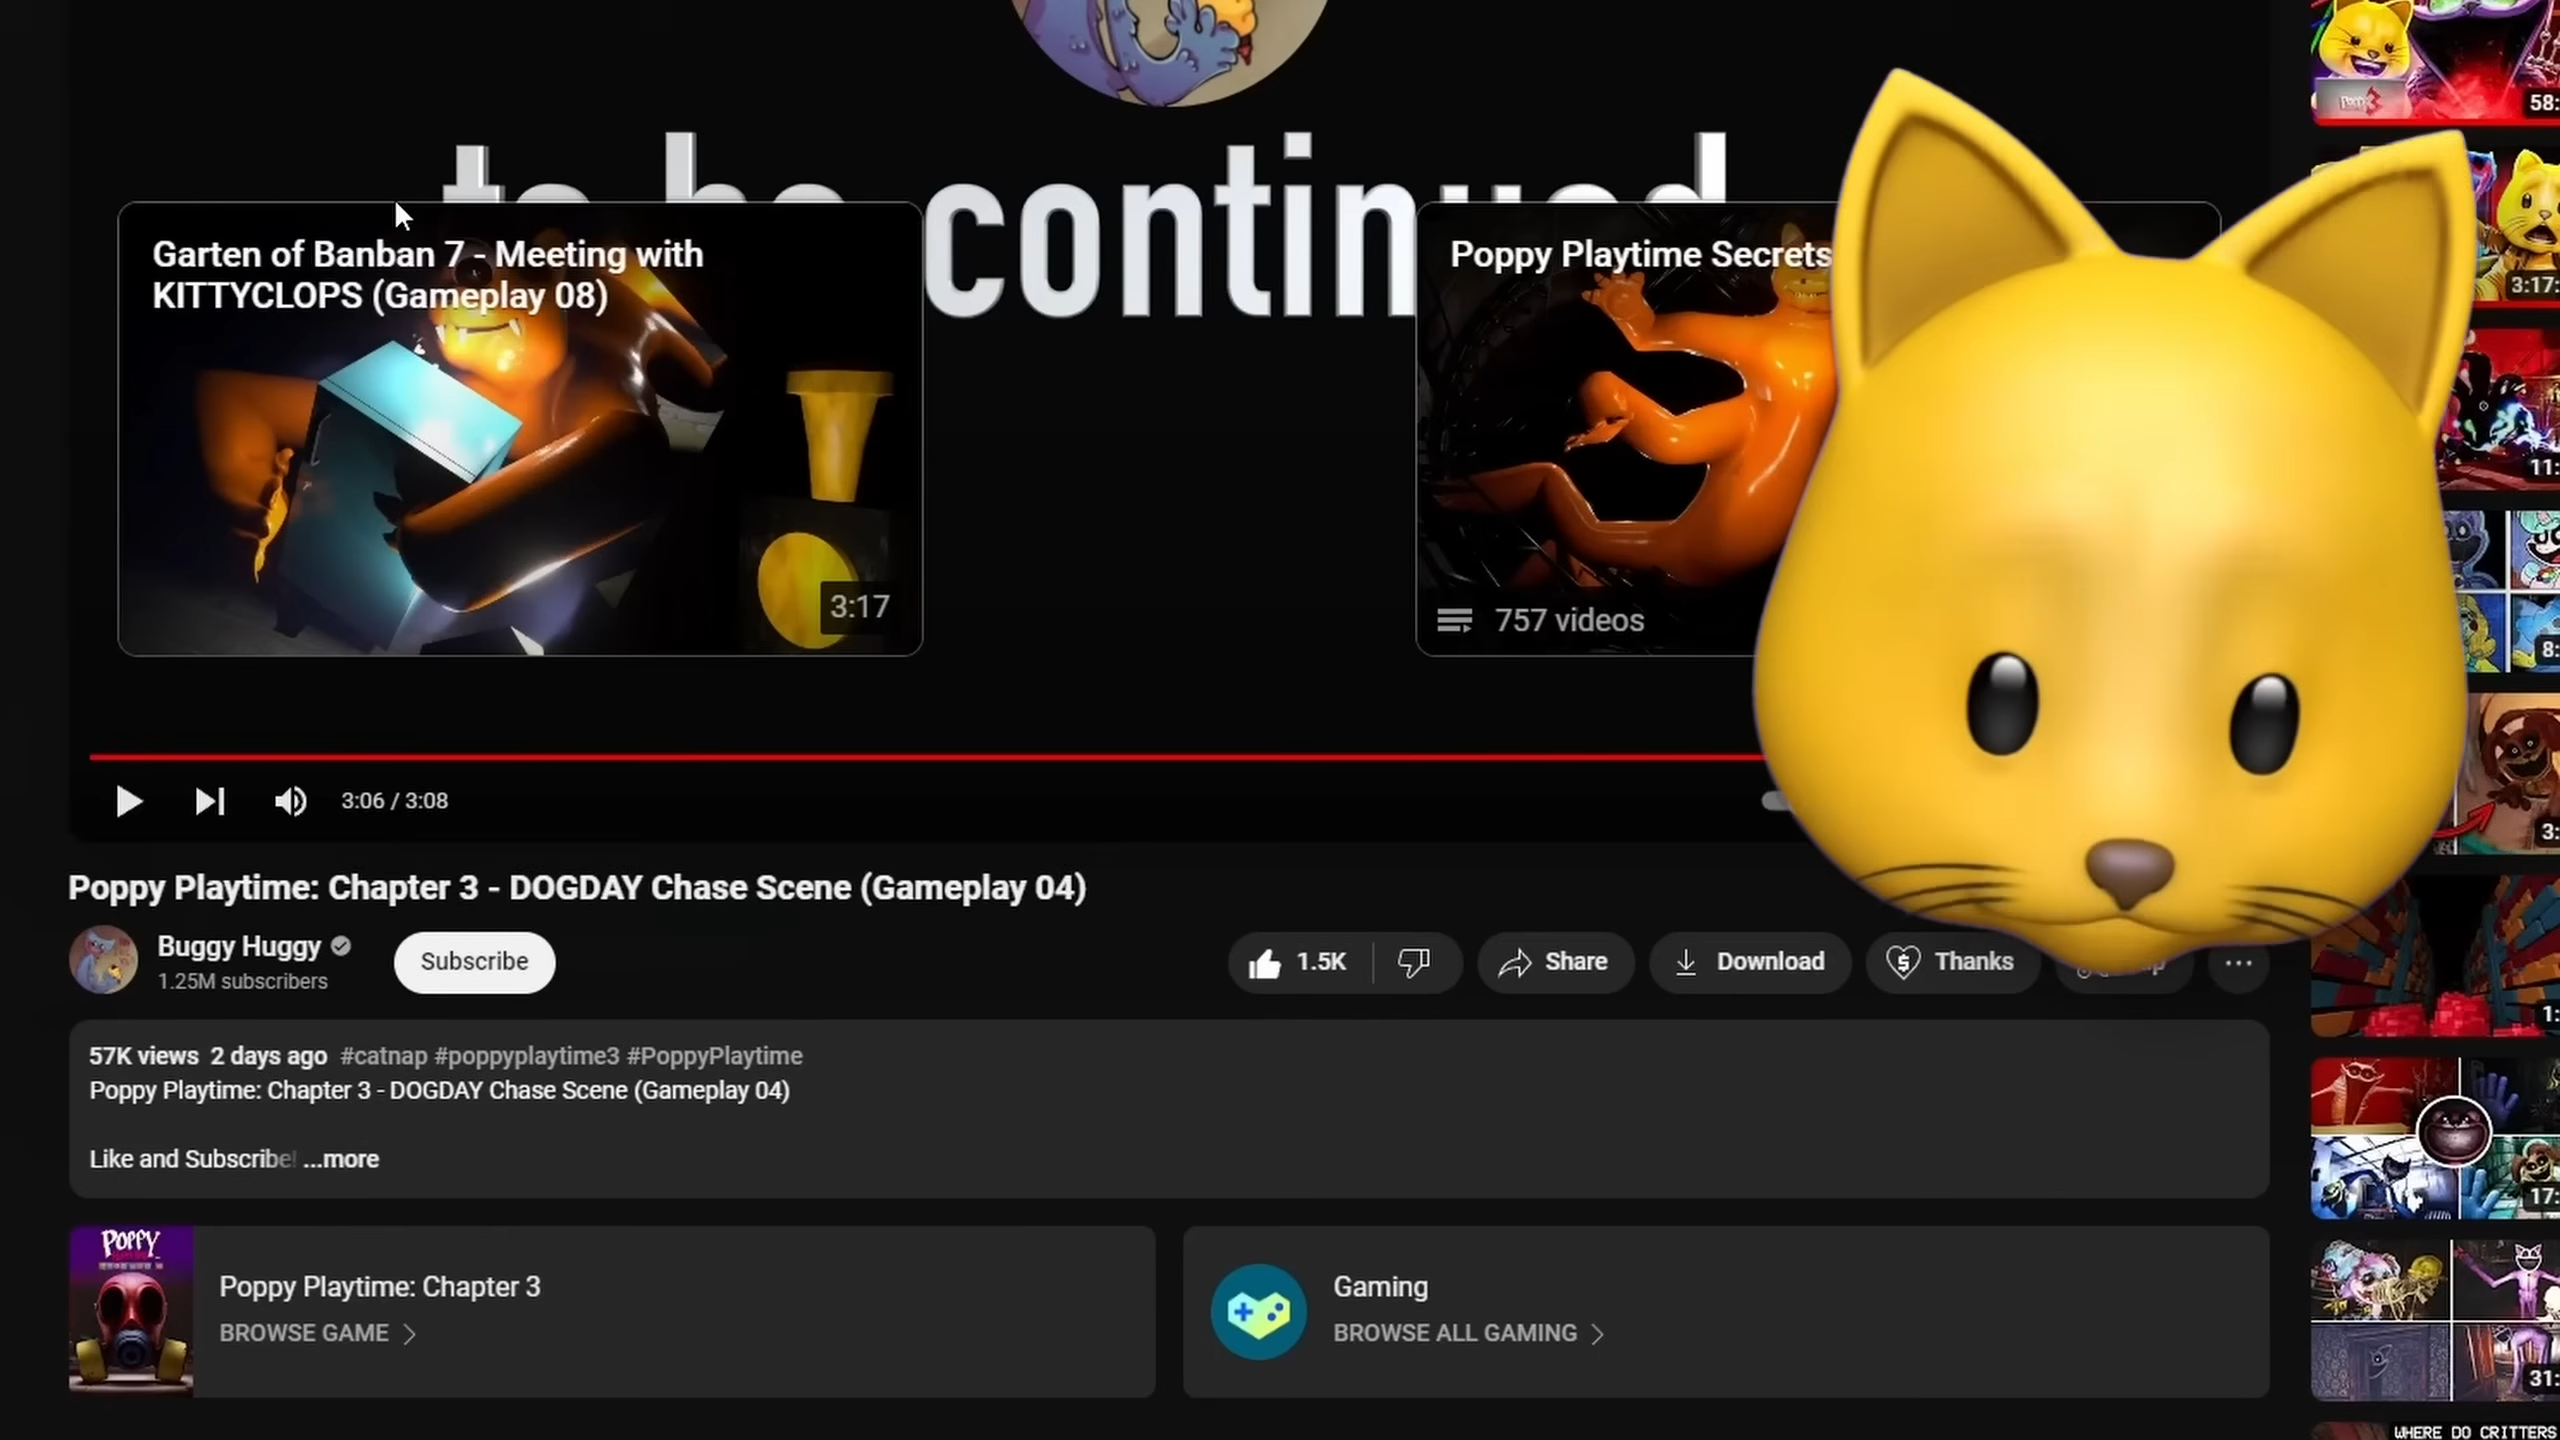 to be continued
Garten of Banban 7 - Meeting with
KITTYCLOPS (Gameplay 08)
3:17
Poppy Playtime Secrets
757 videos
58:
3:17:
11:
8:
3:
1:
17:
31:
3:06 / 3:08
Poppy Playtime: Chapter 3 - DOGDAY Chase Scene (Gameplay 04)
Buggy Huggy
1.25M subscribers
Subscribe
1.5K
Share
Download
Thanks
57K views 2 days ago #catnap #poppyplaytime3 #PoppyPlaytime
Poppy Playtime: Chapter 3 - DOGDAY Chase Scene (Gameplay 04)
Like and Subscribe! ...more
POPPY
Poppy Playtime: Chapter 3
BROWSE GAME
Gaming
BROWSE ALL GAMING
WHERE DO CRITTERS